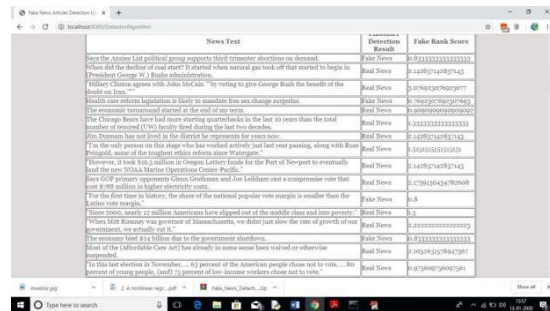 Fake News Articles Detection Us
localhost:5000/DetectionAlgorithm
News Text
Detection
Result
Fake Rank Score
Says the Annies List political group supports third-trimester abortions on demand.
Fake News
0.833333333333333
When did the decline of coal start? It started when natural gas took off that started to begin in
(President George W.) Bushs administration.
Real News
2.142857142857143
"Hillary Clinton agrees with John McCain ""by voting to give George Bush the benefit of the
doubt on Iran."""
Real News
3.076923076923077
Health care reform legislation is likely to mandate free sex change surgeries.
Fake News
The economic turnaround started at the end of my term.
Real News
The Chicago Bears have had more starting quarterbacks in the last 10 years than the total
number of tenured (UW) faculty fired during the last two decades.
Real News
Jim Dunnam has not lived in the district he represents for years now.
Real News
2.142857142857143
"I'm the only person on this stage who has worked actively just last year passing, along with Russ
Feingold, some of the toughest ethics reform since Watergate."
Real News
"However, it took $19.5 million in Oregon Lottery funds for the Port of Newport to eventually
land the new NOAA Marine Operations Center-Pacific."
Real News
2.142857142857143
Says GOP primary opponents Glenn Grothman and Joe Leibham cast a compromise vote that
cost $788 million in higher electricity costs.
Real News
2.1739130434782608
"For the first time in history, the share of the national popular vote margin is smaller than the
Latino vote margin."
Fake News
0.8
"Since 2000, nearly 12 million Americans have slipped out of the middle class and into poverty."
Real News
1.5
"When Mitt Romney was governor of Massachusetts, we didnt just slow the rate of growth of our
government, we actually cut it."
Real News
The economy bled $24 billion due to the government shutdown.
Fake News
0.833333333333333
Most of the (Affordable Care Act) has already in some sense been waived or otherwise
suspended.
Real News
2.1052631578947367
"In this last election in November, ... 63 percent of the American people chose not to vote, ... 80
percent of young people, (and) 75 percent of low-income workers chose not to vote."
Real News
0.975609756097561
investor.jpg
2. A nonlinear regr....pdf
Fake_News_Detecti....zip
Show all
Type here to search
15:17
13-01-2020